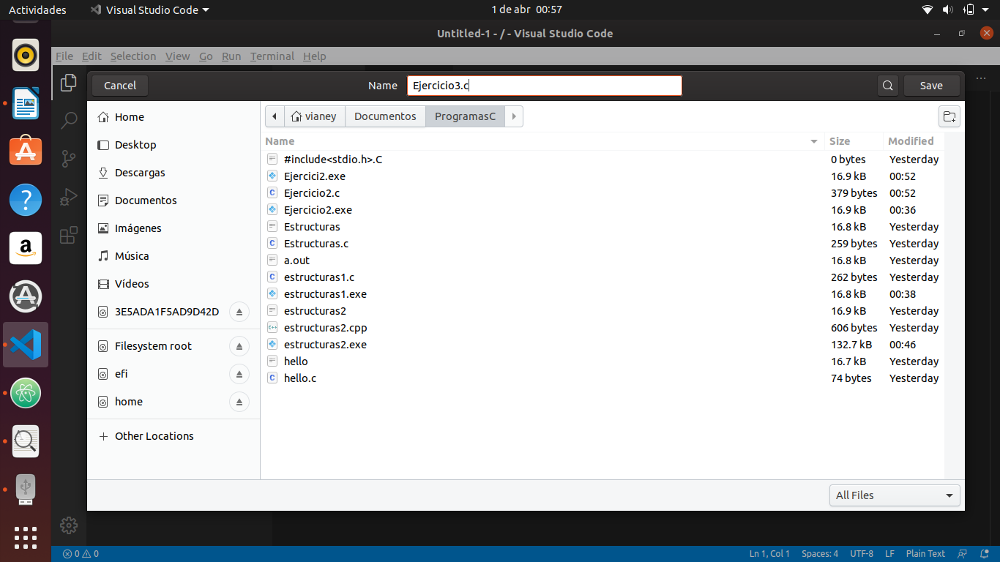 Actividades Visual Studio Code 1 de abr 00:57
Untitled-1 - / - Visual Studio Code
File Edit Selection View Go Run Terminal Help
Cancel Name Ejercicio3.c Save
Home
Desktop
Descargas
Documentos
Imágenes
Música
Vídeos
3E5ADA1F5AD9D42D
Filesystem root
efi
home
+ Other Locations
vianey Documentos ProgramasC
Name Size Modified
#include<stdio.h>.C 0 bytes Yesterday
Ejercici2.exe 16.9 kB 00:52
Ejercicio2.c 379 bytes 00:52
Ejercicio2.exe 16.9 kB 00:36
Estructuras 16.8 kB Yesterday
Estructuras.c 259 bytes Yesterday
a.out 16.8 kB Yesterday
estructuras1.c 262 bytes Yesterday
estructuras1.exe 16.8 kB 00:38
estructuras2 16.9 kB Yesterday
estructuras2.cpp 606 bytes Yesterday
estructuras2.exe 132.7 kB 00:46
hello 16.7 kB Yesterday
hello.c 74 bytes Yesterday
All Files
0 0 Ln 1, Col 1 Spaces: 4 UTF-8 LF Plain Text